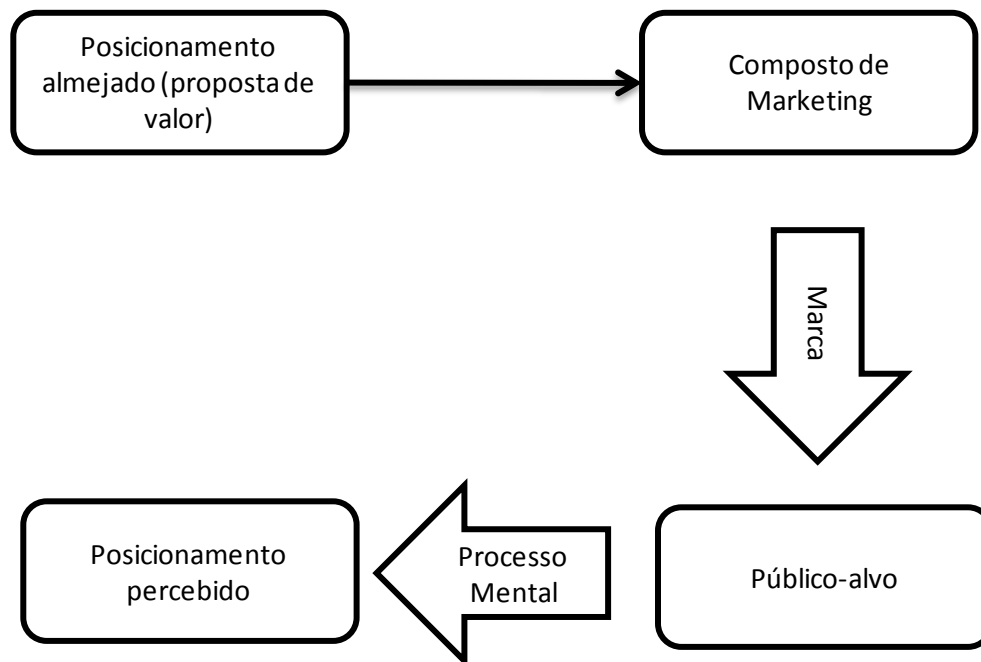 Posicionamento
almejado (proposta de
valor)
Composto de
Marketing
Marca
Posicionamento
percebido
Processo
Mental
Público-alvo